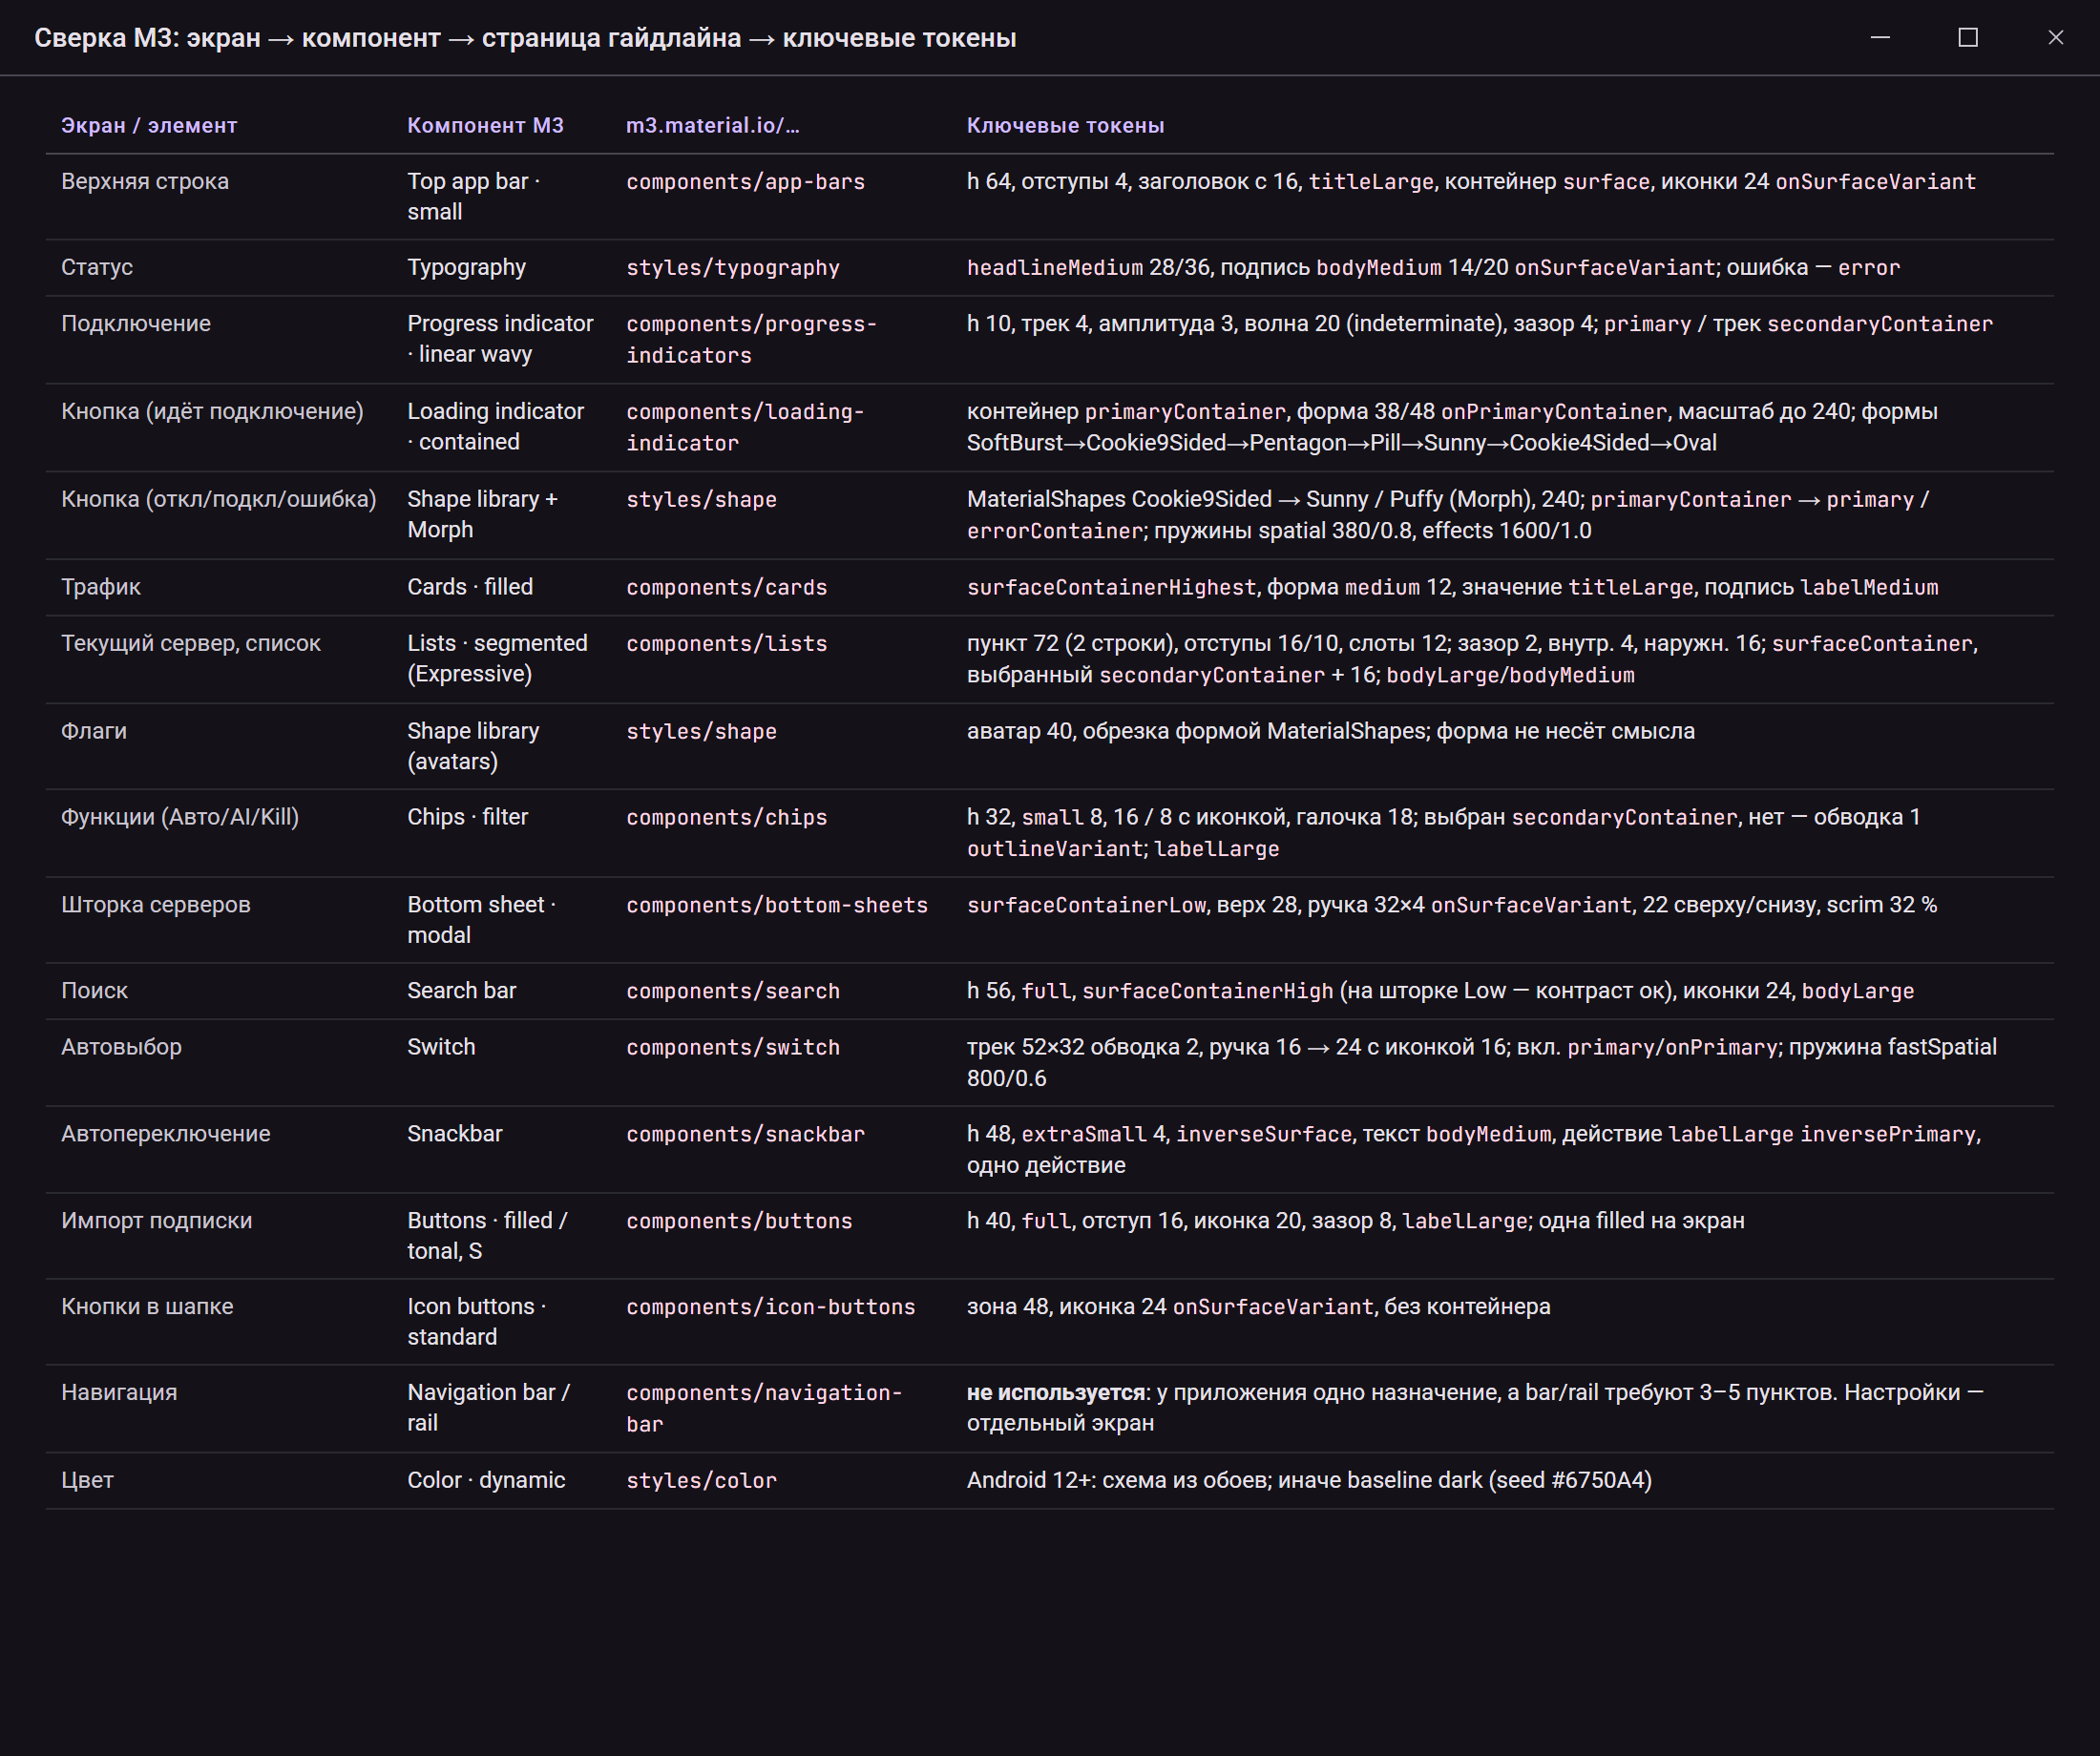 Сверка M3: экран → компонент → страница гайдлайна → ключевые токены
Экран / элемент
Компонент M3
m3.material.io/…
Ключевые токены
Верхняя строка
Top app bar ·
small
components/app-bars
h 64, отступы 4, заголовок с 16, titleLarge, контейнер surface, иконки 24 onSurfaceVariant
Статус
Typography
styles/typography
headlineMedium 28/36, подпись bodyMedium 14/20 onSurfaceVariant; ошибка — error
Подключение
Progress indicator
· linear wavy
components/progress-
indicators
h 10, трек 4, амплитуда 3, волна 20 (indeterminate), зазор 4; primary / трек secondaryContainer
Кнопка (идёт подключение)
Loading indicator
· contained
components/loading-
indicator
контейнер primaryContainer, форма 38/48 onPrimaryContainer, масштаб до 240; формы
SoftBurst→Cookie9Sided→Pentagon→Pill→Sunny→Cookie4Sided→Oval
Кнопка (откл/подкл/ошибка)
Shape library +
Morph
styles/shape
MaterialShapes Cookie9Sided → Sunny / Puffy (Morph), 240; primaryContainer → primary /
errorContainer; пружины spatial 380/0.8, effects 1600/1.0
Трафик
Cards · filled
components/cards
surfaceContainerHighest, форма medium 12, значение titleLarge, подпись labelMedium
Текущий сервер, список
Lists · segmented
(Expressive)
components/lists
пункт 72 (2 строки), отступы 16/10, слоты 12; зазор 2, внутр. 4, наружн. 16; surfaceContainer,
выбранный secondaryContainer + 16; bodyLarge/bodyMedium
Флаги
Shape library
(avatars)
styles/shape
аватар 40, обрезка формой MaterialShapes; форма не несёт смысла
Функции (Авто/AI/Kill)
Chips · filter
components/chips
h 32, small 8, 16 / 8 с иконкой, галочка 18; выбран secondaryContainer, нет — обводка 1
outlineVariant; labelLarge
Шторка серверов
Bottom sheet ·
modal
components/bottom-sheets
surfaceContainerLow, верх 28, ручка 32×4 onSurfaceVariant, 22 сверху/снизу, scrim 32 %
Поиск
Search bar
components/search
h 56, full, surfaceContainerHigh (на шторке Low — контраст ок), иконки 24, bodyLarge
Автовыбор
Switch
components/switch
трек 52×32 обводка 2, ручка 16 → 24 с иконкой 16; вкл. primary/onPrimary; пружина fastSpatial
800/0.6
Автопереключение
Snackbar
components/snackbar
h 48, extraSmall 4, inverseSurface, текст bodyMedium, действие labelLarge inversePrimary,
одно действие
Импорт подписки
Buttons · filled /
tonal, S
components/buttons
h 40, full, отступ 16, иконка 20, зазор 8, labelLarge; одна filled на экран
Кнопки в шапке
Icon buttons ·
standard
components/icon-buttons
зона 48, иконка 24 onSurfaceVariant, без контейнера
Навигация
Navigation bar /
rail
components/navigation-
bar
не используется: у приложения одно назначение, а bar/rail требуют 3–5 пунктов. Настройки —
отдельный экран
Цвет
Color · dynamic
styles/color
Android 12+: схема из обоев; иначе baseline dark (seed #6750A4)